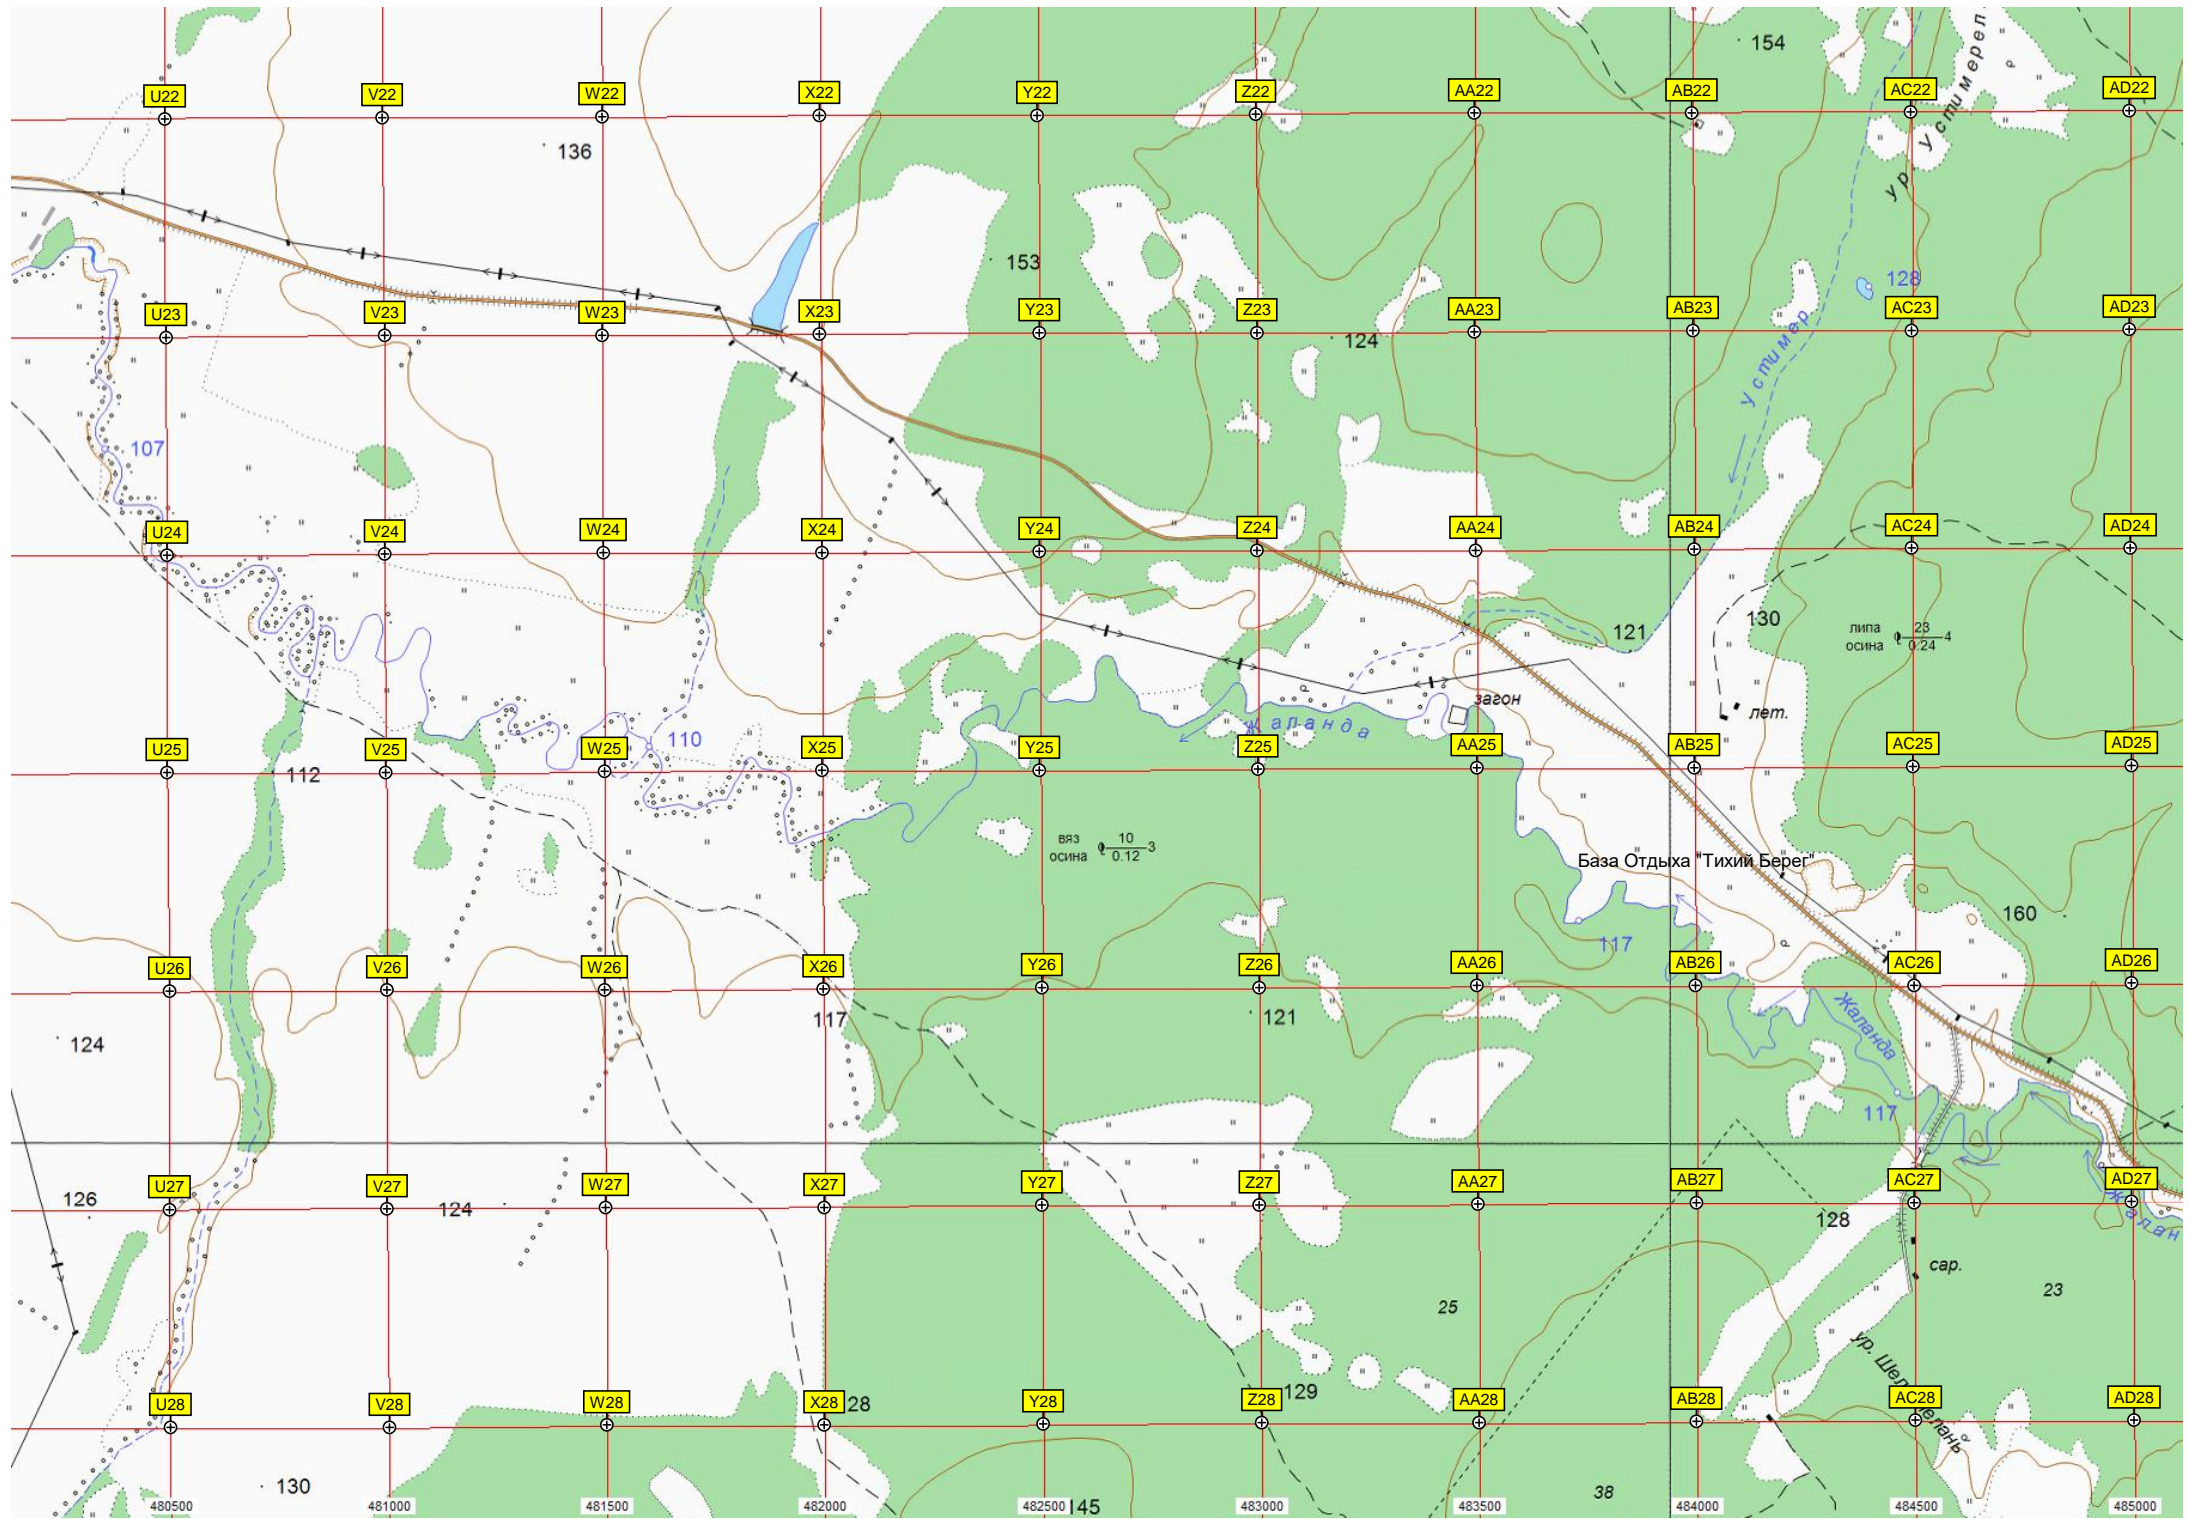 154
ур. Устимерел
U22 V22 W22 X22 Y22 Z22 AA22 AB22 AC22 AD22
136
153
128
U23 V23 W23 X23 Y23 Z23 AA23 AB23 AC23 AD23
124
Устимер
107
U24 V24 W24 X24 Y24 Z24 AA24 AB24 AC24 AD24
130
121
липа
осина
23
0.24
4
загон
лет.
Жаланда
110
U25 V25 W25 X25 Y25 Z25 AA25 AB25 AC25 AD25
112
вяз
осина
10
0.12
3
База Отдыха "Тихий Берег"
160
117
U26 V26 W26 X26 Y26 Z26 AA26 AB26 AC26 AD26
117
121
Жаланда
124
117
U27 V27 W27 X27 Y27 Z27 AA27 AB27 AC27 AD27
126
124
128
Жалан
сар.
23
25
129
28
U28 V28 W28 X28 Y28 Z28 AA28 AB28 AC28 AD28
130
38
145
480500 481000 481500 482000 482500 483000 483500 484000 484500 485000